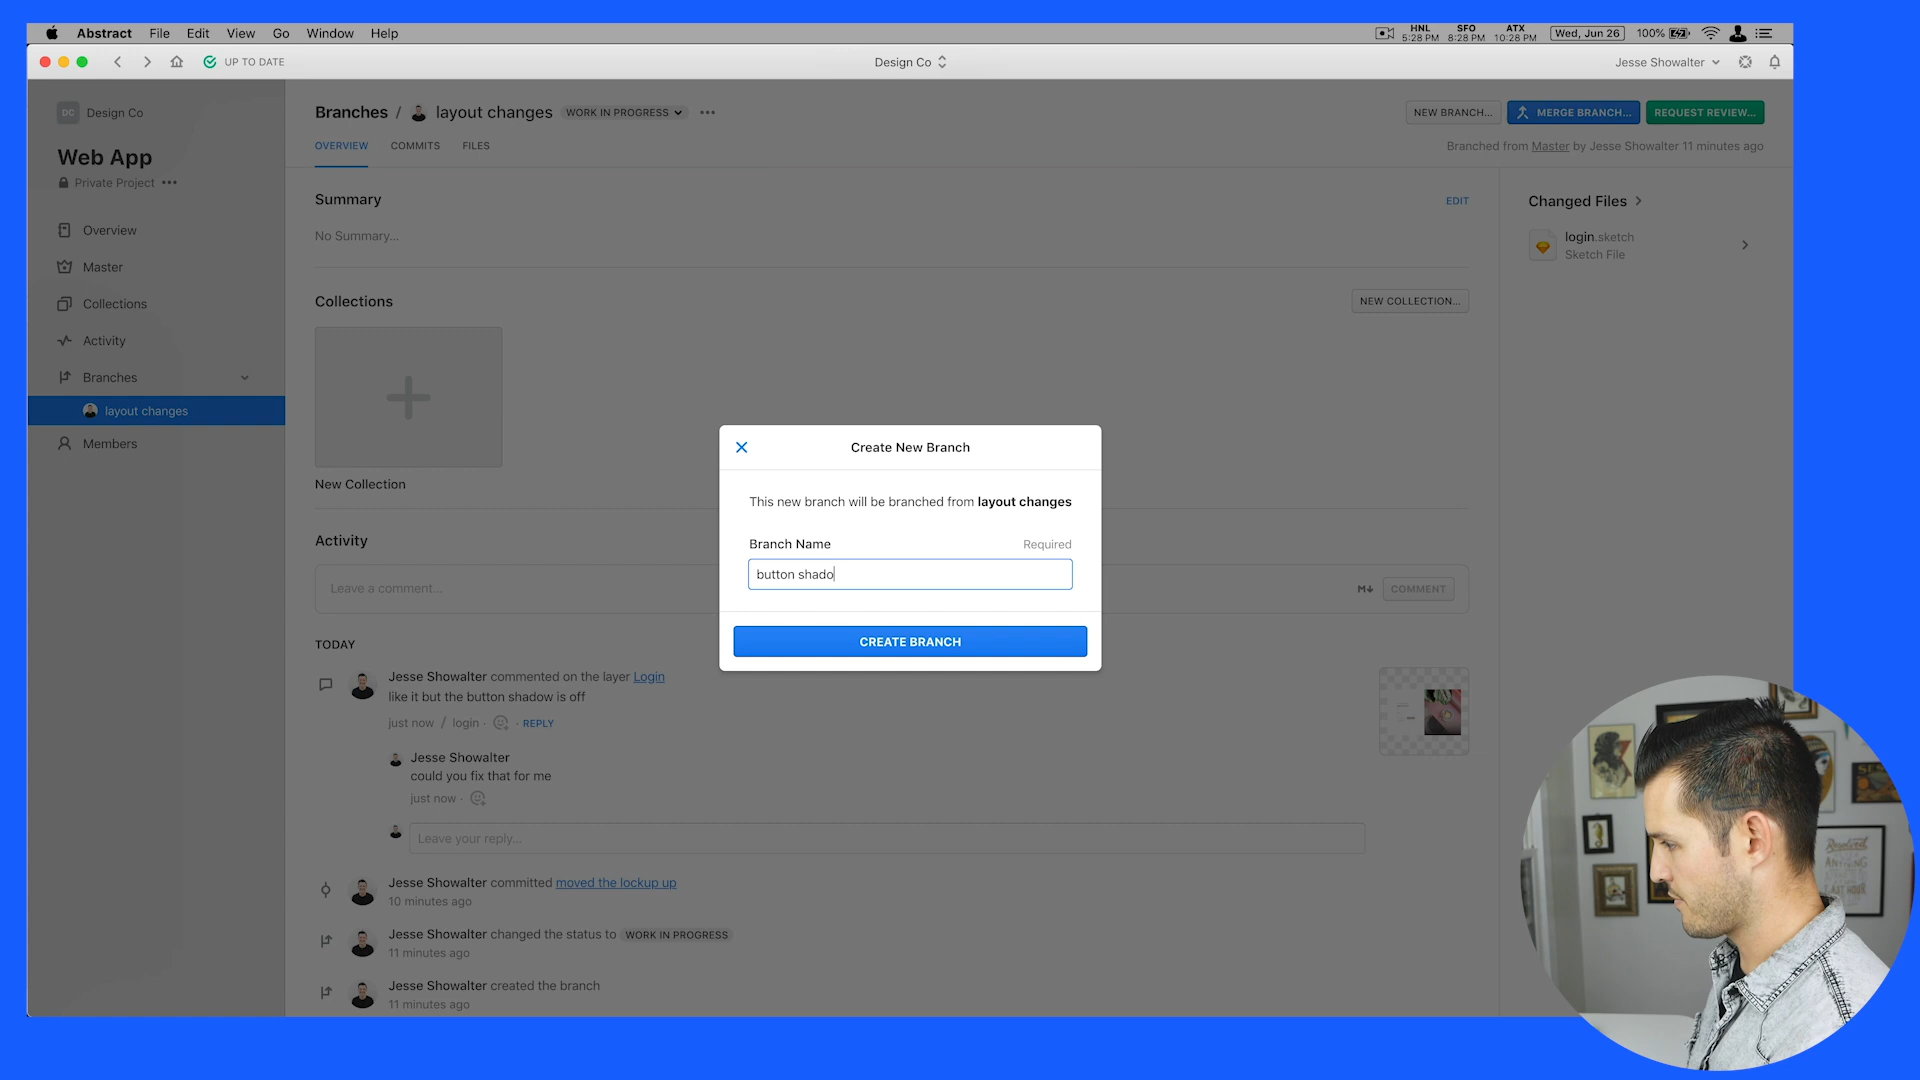 Abstract File Edit View Go Window Help
HNL SFO ATX
5:28 PM 8:28 PM 10:28 PM
Wed, Jun 26 100%
UP TO DATE
Design Co
Jesse Showalter
DC Design Co
Web App
Private Project
Overview
Master
Collections
Activity
Branches
layout changes
Members
Branches / layout changes WORK IN PROGRESS
NEW BRANCH... MERGE BRANCH... REQUEST REVIEW...
OVERVIEW COMMITS FILES
Branched from Master by Jesse Showalter 11 minutes ago
Summary
EDIT
No Summary...
Changed Files
login.sketch
Sketch File
Collections
NEW COLLECTION...
New Collection
Create New Branch
This new branch will be branched from layout changes
Branch Name Required
button shado
CREATE BRANCH
Activity
Leave a comment...
M COMMENT
TODAY
Jesse Showalter commented on the layer Login
like it but the button shadow is off
just now / login · · REPLY
Jesse Showalter
could you fix that for me
just now ·
Leave your reply...
Jesse Showalter committed moved the lockup up
10 minutes ago
Jesse Showalter changed the status to WORK IN PROGRESS
11 minutes ago
Jesse Showalter created the branch
11 minutes ago
ANYTHING
LAST HOUR